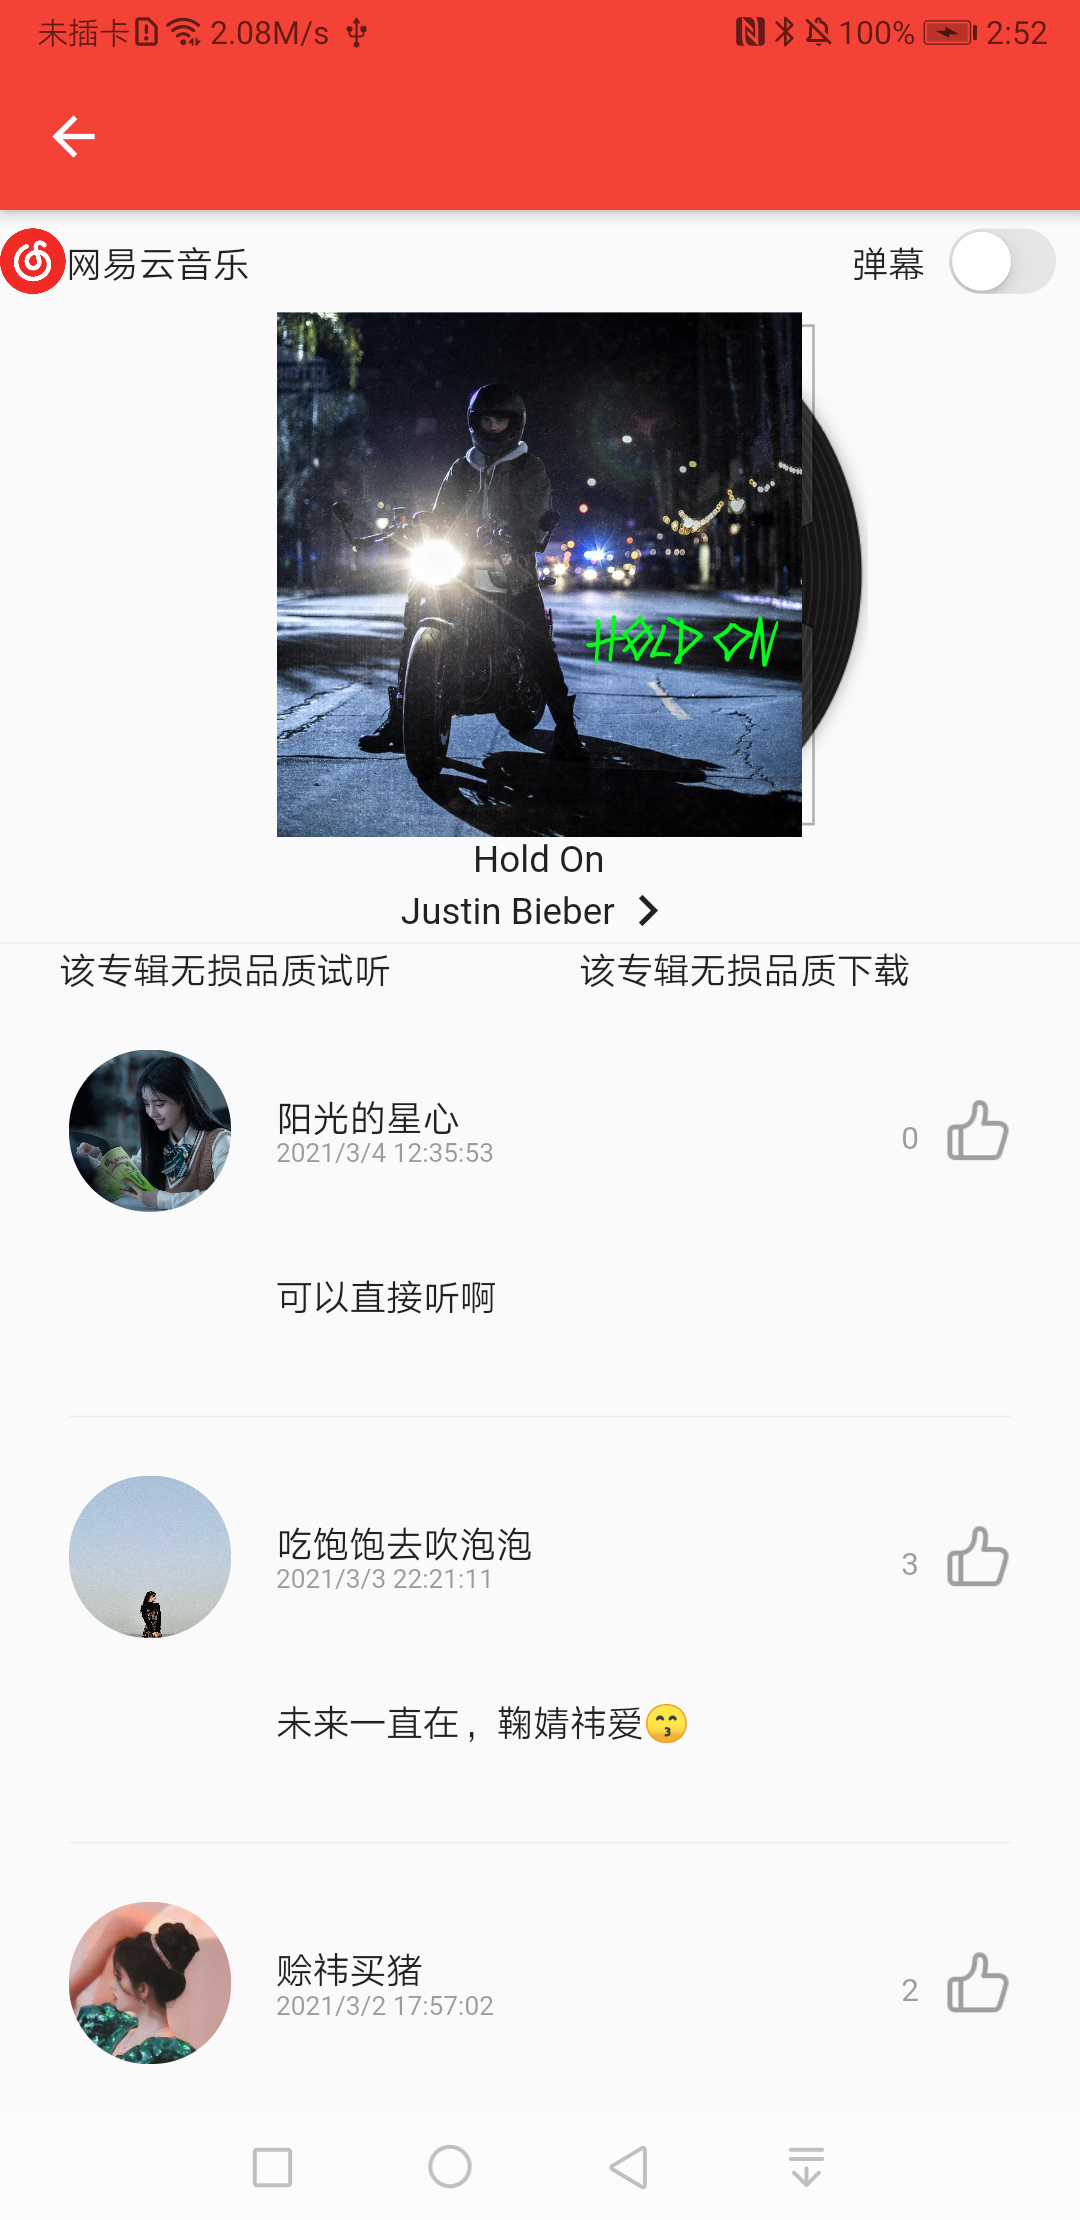 未插卡 2.08M/s 100% 2:52
网易云音乐 弹幕
HOLD ON
Hold On
Justin Bieber
该专辑无损品质试听 该专辑无损品质下载
阳光的星心
2021/3/4 12:35:53
0
可以直接听啊
吃饱饱去吹泡泡
2021/3/3 22:21:11
3
未来一直在，鞠婧祎爱😙
赊祎买猪
2021/3/2 17:57:02
2